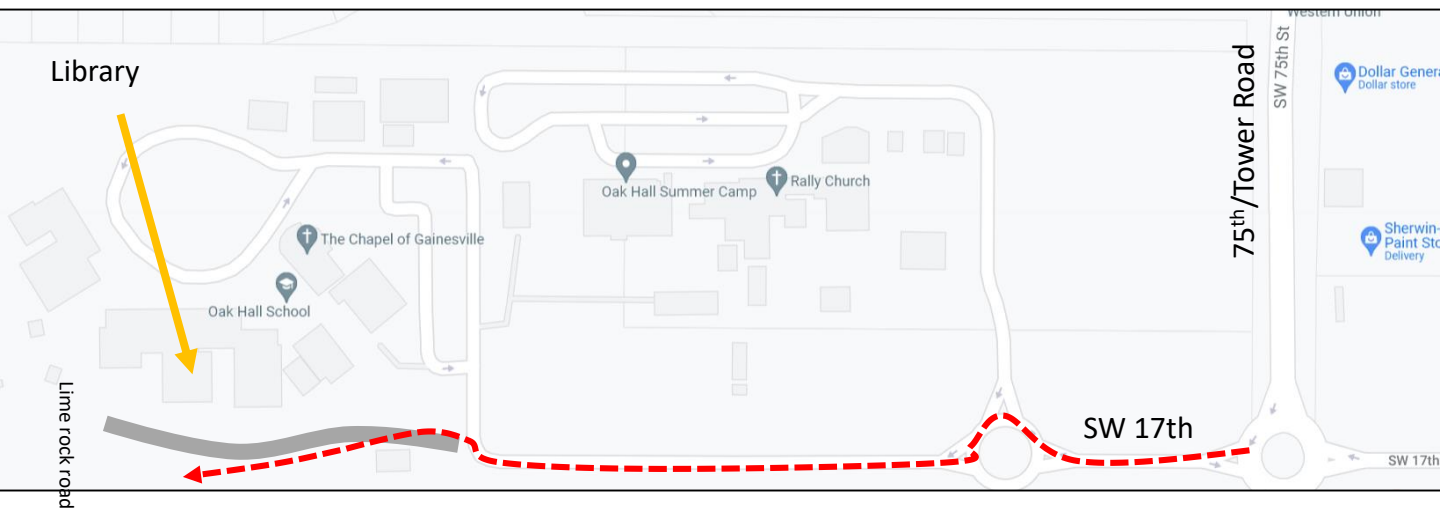 Western Union
Library
75th/Tower Road
SW 75th St
Dollar Genera
Dollar store
Oak Hall Summer Camp
Rally Church
The Chapel of Gainesville
Sherwin-
Paint Sto
Delivery
Oak Hall School
Lime rock road
SW 17th
SW 17th